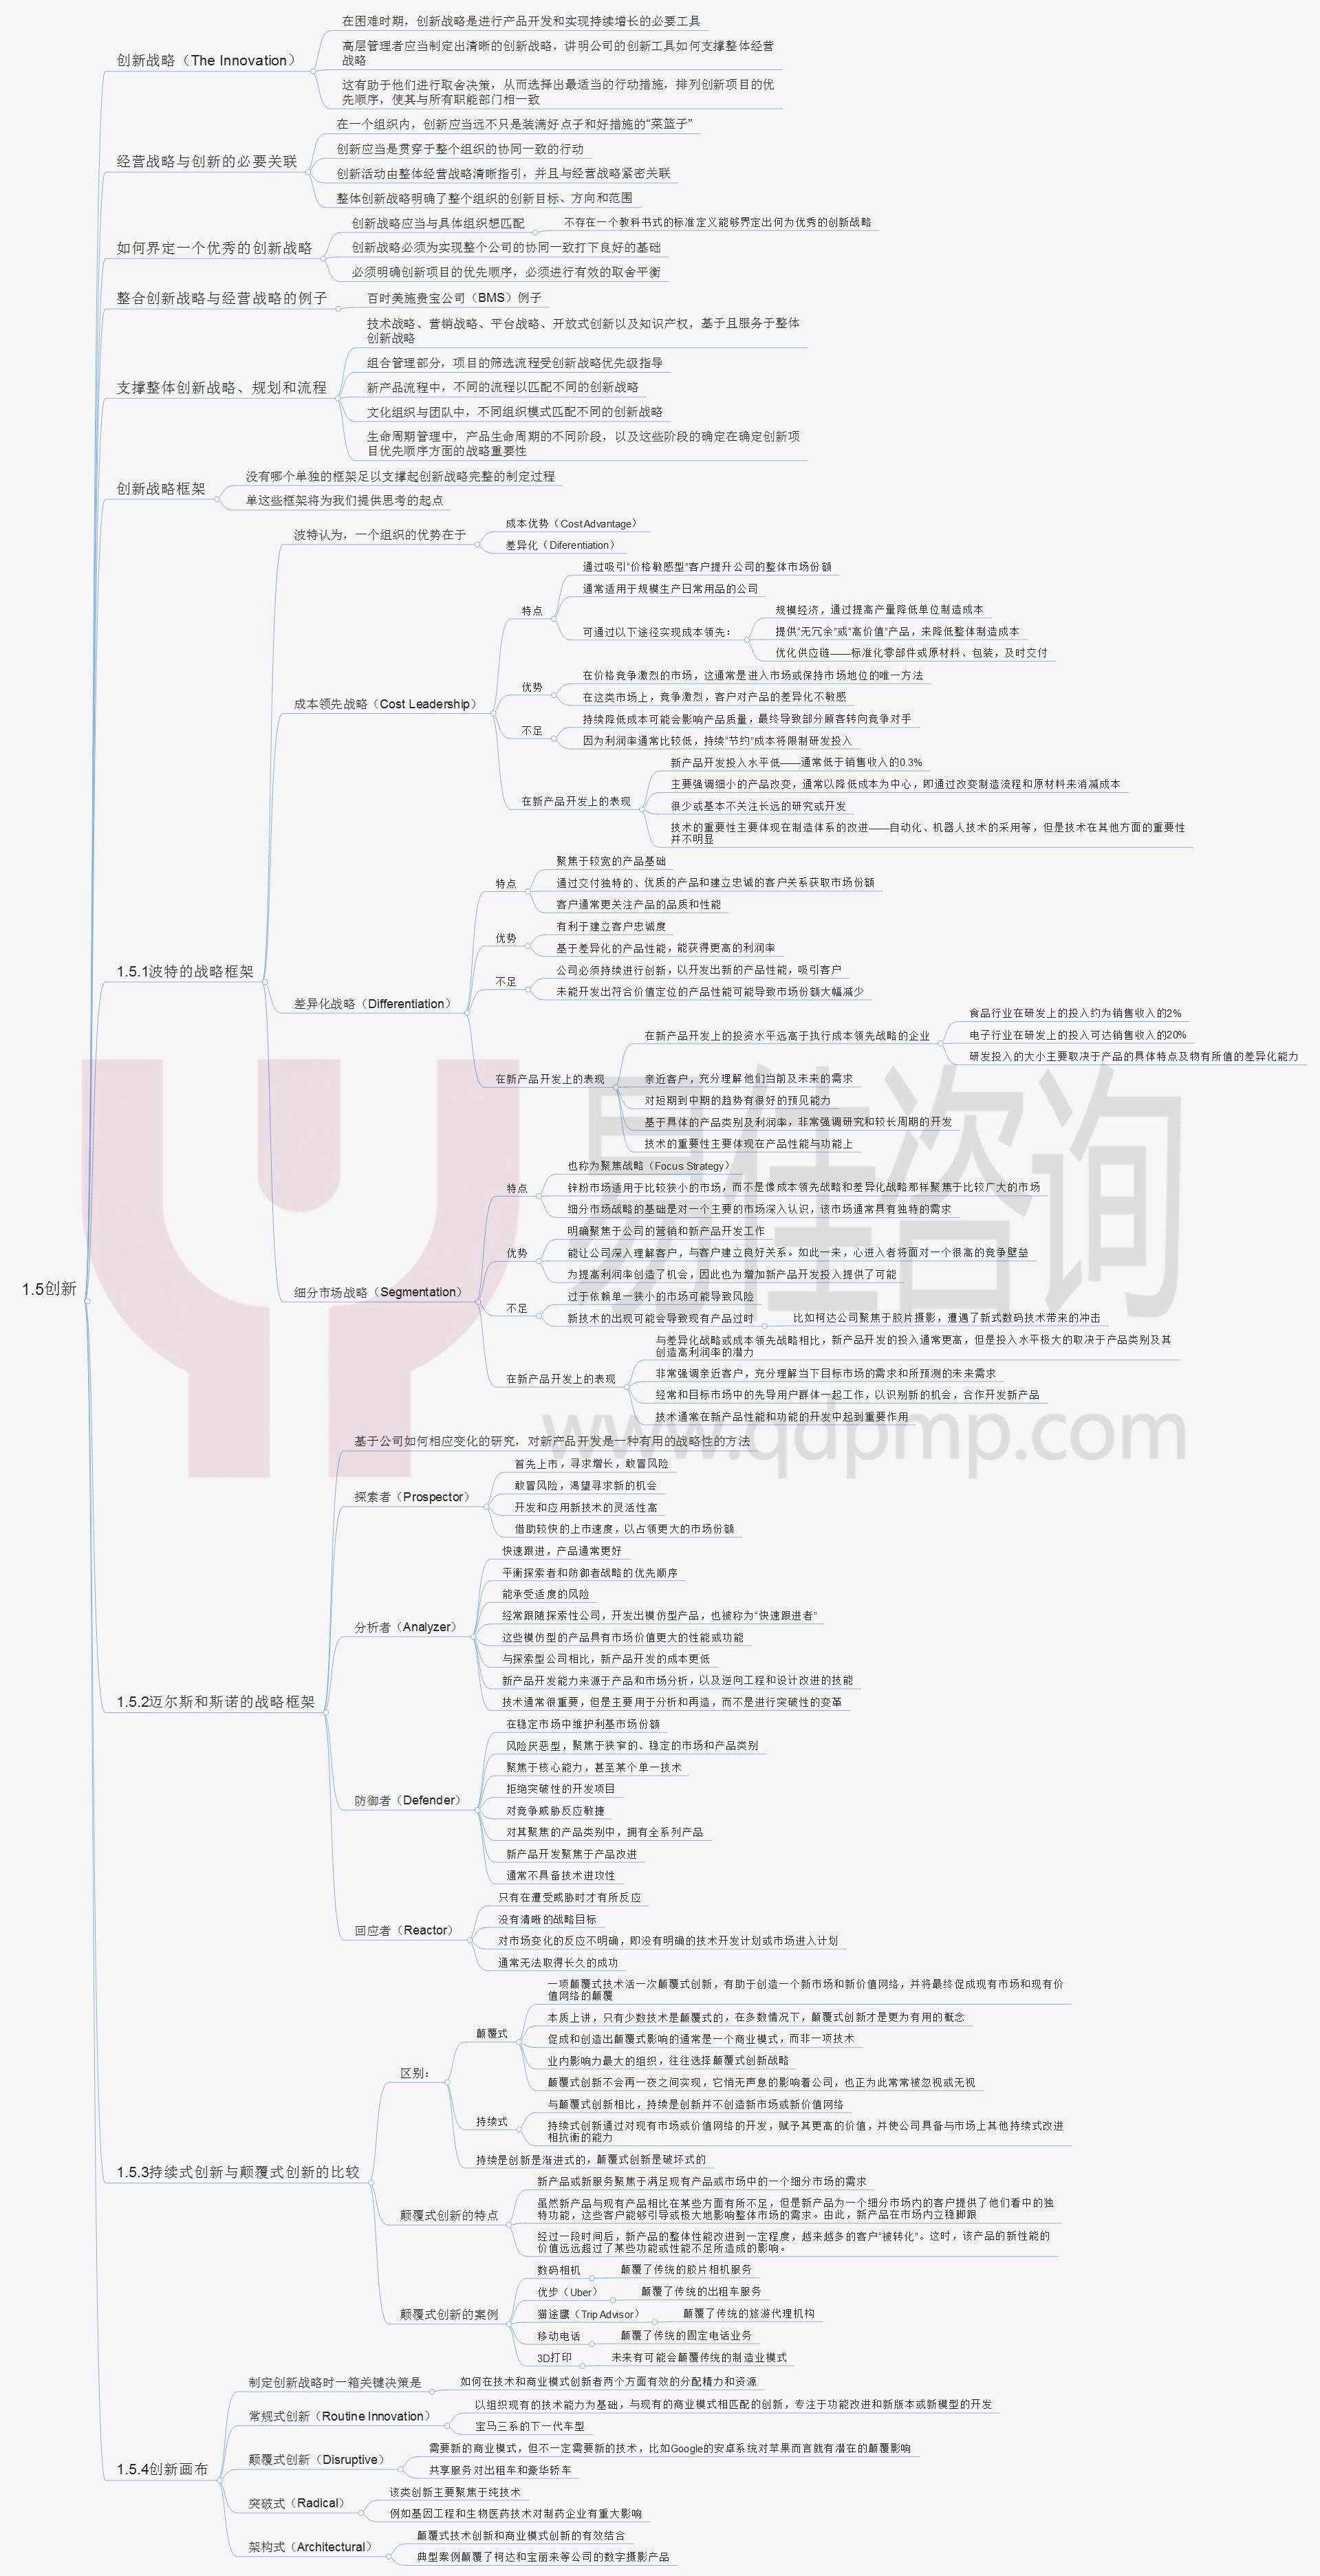 1.5创新
创新战略（The Innovation）
在困难时期，创新战略是进行产品开发和实现持续增长的必要工具
高层管理者应当制定出清晰的创新战略，讲明公司的创新工具如何支撑整体经营
战略
这有助于他们进行取舍决策，从而选择出最适当的行动措施，排列创新项目的优
先顺序，使其与所有职能部门相一致
经营战略与创新的必要关联
在一个组织内，创新应当远不只是装满好点子和好措施的“菜篮子”
创新应当是贯穿于整个组织的协同一致的行动
创新活动由整体经营战略清晰指引，并且与经营战略紧密关联
整体创新战略明确了整个组织的创新目标、方向和范围
如何界定一个优秀的创新战略
创新战略应当与具体组织想匹配
不存在一个教科书式的标准定义能够界定出何为优秀的创新战略
创新战略必须为实现整个公司的协同一致打下良好的基础
必须明确创新项目的优先顺序，必须进行有效的取舍平衡
整合创新战略与经营战略的例子
百时美施贵宝公司（BMS）例子
支撑整体创新战略、规划和流程
技术战略、营销战略、平台战略、开放式创新以及知识产权，基于且服务于整体
创新战略
组合管理部分，项目的筛选流程受创新战略优先级指导
新产品流程中，不同的流程以匹配不同的创新战略
文化组织与团队中，不同组织模式匹配不同的创新战略
生命周期管理中，产品生命周期的不同阶段，以及这些阶段的确定在确定创新项
目优先顺序方面的战略重要性
创新战略框架
没有哪个单独的框架足以支撑起创新战略完整的制定过程
单这些框架将为我们提供思考的起点
1.5.1波特的战略框架
波特认为，一个组织的优势在于
成本优势（Cost Advantage）
差异化（Diferentiation）
成本领先战略（Cost Leadership）
特点
通过吸引“价格敏感型”客户提升公司的整体市场份额
通常适用于规模生产日常用品的公司
可通过以下途径实现成本领先：
规模经济，通过提高产量降低单位制造成本
提供“无冗余”或“高价值”产品，来降低整体制造成本
优化供应链——标准化零部件或原材料、包装，及时交付
优势
在价格竞争激烈的市场，这通常是进入市场或保持市场地位的唯一方法
在这类市场上，竞争激烈，客户对产品的差异化不敏感
不足
持续降低成本可能会影响产品质量，最终导致部分顾客转向竞争对手
因为利润率通常比较低，持续“节约”成本将限制研发投入
在新产品开发上的表现
新产品开发投入水平低——通常低于销售收入的0.3%
主要强调细小的产品改变，通常以降低成本为中心，即通过改变制造流程和原材料来消减成本
很少或基本不关注长远的研究或开发
技术的重要性主要体现在制造体系的改进——自动化、机器人技术的采用等，但是技术在其他方面的重要性
并不明显
差异化战略（Differentiation）
特点
聚焦于较宽的产品基础
通过交付独特的、优质的产品和建立忠诚的客户关系获取市场份额
客户通常更关注产品的品质和性能
优势
有利于建立客户忠诚度
基于差异化的产品性能，能获得更高的利润率
不足
公司必须持续进行创新，以开发出新的产品性能，吸引客户
未能开发出符合价值定位的产品性能可能导致市场份额大幅减少
在新产品开发上的表现
在新产品开发上的投资水平远高于执行成本领先战略的企业
食品行业在研发上的投入约为销售收入的2%
电子行业在研发上的投入可达销售收入的20%
研发投入的大小主要取决于产品的具体特点及物有所值的差异化能力
亲近客户，充分理解他们当前及未来的需求
对短期到中期的趋势有很好的预见能力
基于具体的产品类别及利润率，非常强调研究和较长周期的开发
技术的重要性主要体现在产品性能与功能上
细分市场战略（Segmentation）
特点
也称为聚焦战略（Focus Strategy）
锌粉市场适用于比较狭小的市场，而不是像成本领先战略和差异化战略那样聚焦于比较广大的市场
细分市场战略的基础是对一个主要的市场深入认识，该市场通常具有独特的需求
优势
明确聚焦于公司的营销和新产品开发工作
能让公司深入理解客户，与客户建立良好关系。如此一来，心进入者将面对一个很高的竞争壁垒
为提高利润率创造了机会，因此也为增加新产品开发投入提供了可能
不足
过于依赖单一狭小的市场可能导致风险
新技术的出现可能会导致现有产品过时
比如柯达公司聚焦于胶片摄影，遭遇了新式数码技术带来的冲击
在新产品开发上的表现
与差异化战略或成本领先战略相比，新产品开发的投入通常更高，但是投入水平极大的取决于产品类别及其
创造高利润率的潜力
非常强调亲近客户，充分理解当下目标市场的需求和所预测的未来需求
经常和目标市场中的先导用户群体一起工作，以识别新的机会，合作开发新产品
技术通常在新产品性能和功能的开发中起到重要作用
1.5.2迈尔斯和斯诺的战略框架
基于公司如何相应变化的研究，对新产品开发是一种有用的战略性的方法
探索者（Prospector）
首先上市，寻求增长，敢冒风险
敢冒风险，渴望寻求新的机会
开发和应用新技术的灵活性高
借助较快的上市速度，以占领更大的市场份额
分析者（Analyzer）
快速跟进，产品通常更好
平衡探索者和防御者战略的优先顺序
能承受适度的风险
经常跟随探索性公司，开发出模仿型产品，也被称为“快速跟进者”
这些模仿型的产品具有市场价值更大的性能或功能
与探索型公司相比，新产品开发的成本更低
新产品开发能力来源于产品和市场分析，以及逆向工程和设计改进的技能
技术通常很重要，但是主要用于分析和再造，而不是进行突破性的变革
防御者（Defender）
在稳定市场中维护利基市场份额
风险厌恶型，聚焦于狭窄的、稳定的市场和产品类别
聚焦于核心能力，甚至某个单一技术
拒绝突破性的开发项目
对竞争威胁反应敏捷
对其聚焦的产品类别中，拥有全系列产品
新产品开发聚焦于产品改进
通常不具备技术进攻性
回应者（Reactor）
只有在遭受威胁时才有所反应
没有清晰的战略目标
对市场变化的反应不明确，即没有明确的技术开发计划或市场进入计划
通常无法取得长久的成功
1.5.3持续式创新与颠覆式创新的比较
区别：
颠覆式
一项颠覆式技术活一次颠覆式创新，有助于创造一个新市场和新价值网络，并将最终促成现有市场和现有价
值网络的颠覆
本质上讲，只有少数技术是颠覆式的，在多数情况下，颠覆式创新才是更为有用的概念
促成和创造出颠覆式影响的通常是一个商业模式，而非一项技术
业内影响力最大的组织，往往选择颠覆式创新战略
颠覆式创新不会再一夜之间实现，它悄无声息的影响着公司，也正为此常常被忽视或无视
持续式
与颠覆式创新相比，持续是创新并不创造新市场或新价值网络
持续式创新通过对现有市场或价值网络的开发，赋予其更高的价值，并使公司具备与市场上其他持续式改进
相抗衡的能力
持续是创新是渐进式的，颠覆式创新是破坏式的
颠覆式创新的特点
新产品或新服务聚焦于满足现有产品或市场中的一个细分市场的需求
虽然新产品与现有产品相比在某些方面有所不足，但是新产品为一个细分市场内的客户提供了他们看中的独
特功能，这些客户能够引导或极大地影响整体市场的需求。由此，新产品在市场内立稳脚跟
经过一段时间后，新产品的整体性能改进到一定程度，越来越多的客户“被转化”。这时，该产品的新性能的
价值远远超过了某些功能或性能不足所造成的影响。
颠覆式创新的案例
数码相机
颠覆了传统的胶片相机服务
优步（Uber）
颠覆了传统的出租车服务
猫途鹰（Trip Advisor）
颠覆了传统的旅游代理机构
移动电话
颠覆了传统的固定电话业务
3D打印
未来有可能会颠覆传统的制造业模式
1.5.4创新画布
制定创新战略时一箱关键决策是
如何在技术和商业模式创新者两个方面有效的分配精力和资源
常规式创新（Routine Innovation）
以组织现有的技术能力为基础，与现有的商业模式相匹配的创新，专注于功能改进和新版本或新模型的开发
宝马三系的下一代车型
颠覆式创新（Disruptive）
需要新的商业模式，但不一定需要新的技术，比如Google的安卓系统对苹果而言就有潜在的颠覆影响
共享服务对出租车和豪华轿车
突破式（Radical）
该类创新主要聚焦于纯技术
例如基因工程和生物医药技术对制药企业有重大影响
架构式（Architectural）
颠覆式技术创新和商业模式创新的有效结合
典型案例颠覆了柯达和宝丽来等公司的数字摄影产品
易佳咨询
www.qdpmp.com